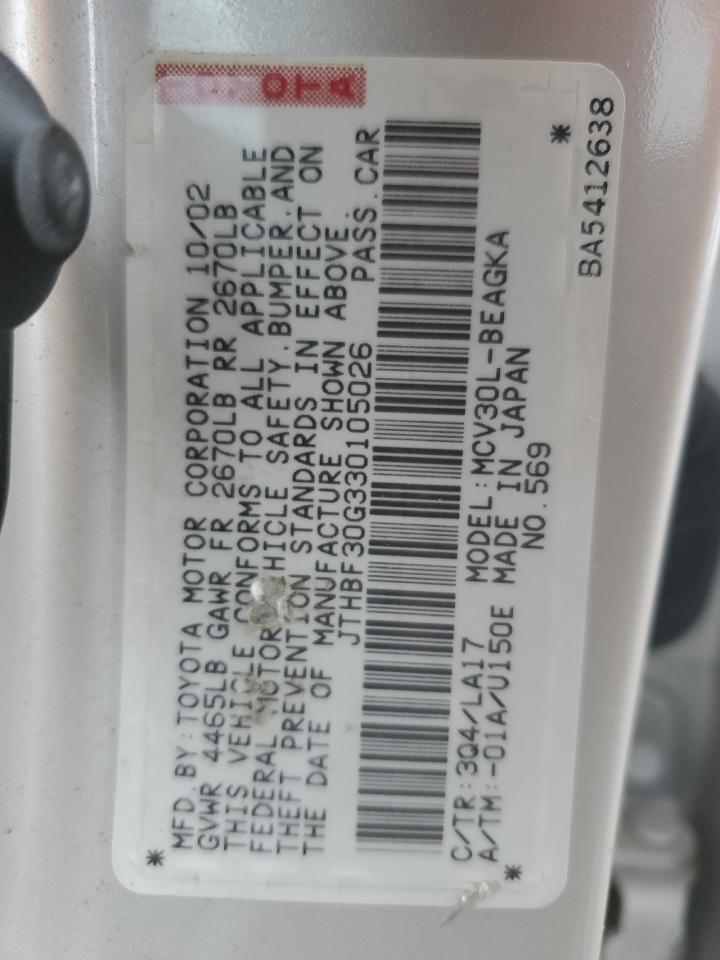 TOYOTA
MFD. BY:TOYOTA MOTOR CORPORATION 10/02
GVWR 4465LB GAWR FR 2670LB RR 2670LB
THIS VEHICLE CONFORMS TO ALL APPLICABLE
FEDERAL MOTOR VEHICLE SAFETY.BUMPER.AND
THEFT PREVENTION STANDARDS IN EFFECT ON
THE DATE OF MANUFACTURE SHOWN ABOVE.
JTHBF30G330105026 PASS.CAR
C/TR:3Q4/LA17 MODEL:MCV30L-BEAGKA
A/TM:-01A/U150E MADE IN JAPAN
NO.569
BA5412638